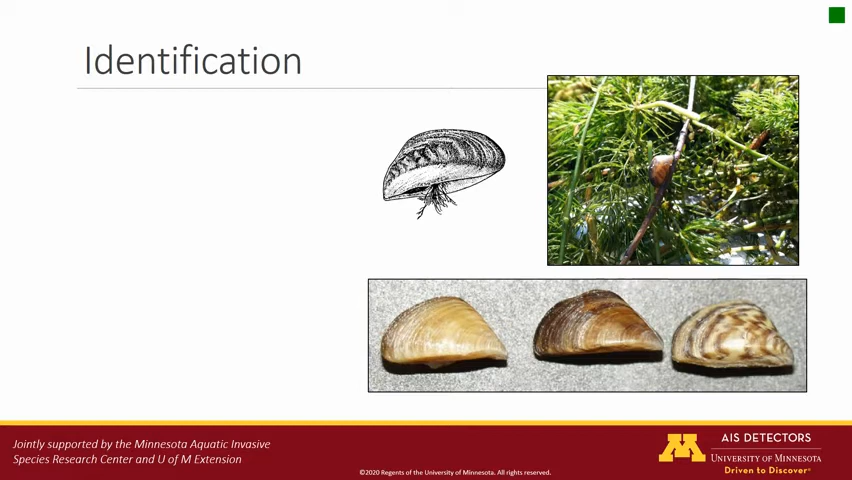 Identification
Jointly supported by the Minnesota Aquatic Invasive
Species Research Center and U of M Extension
©2020 Regents of the University of Minnesota. All rights reserved.
M
AIS DETECTORS
UNIVERSITY OF MINNESOTA
Driven to Discover®